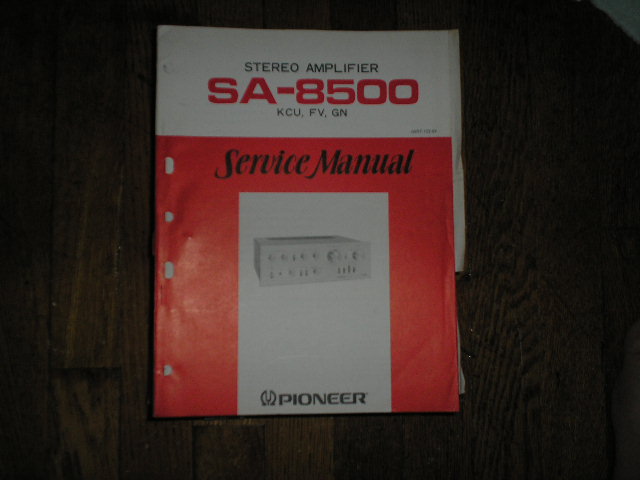 STEREO AMPLIFIER
SA-8500
KCU, FV, GN
Service Manual
PIONEER